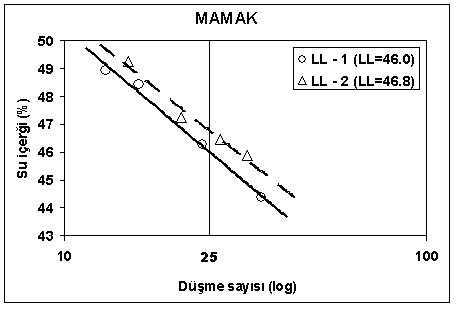 MAMAK
LL - 1 (LL=46.0)
LL - 2 (LL=46.8)
Su içerği (%)
50
49
48
47
46
45
44
43
10
25
100
Düşme sayısı (log)